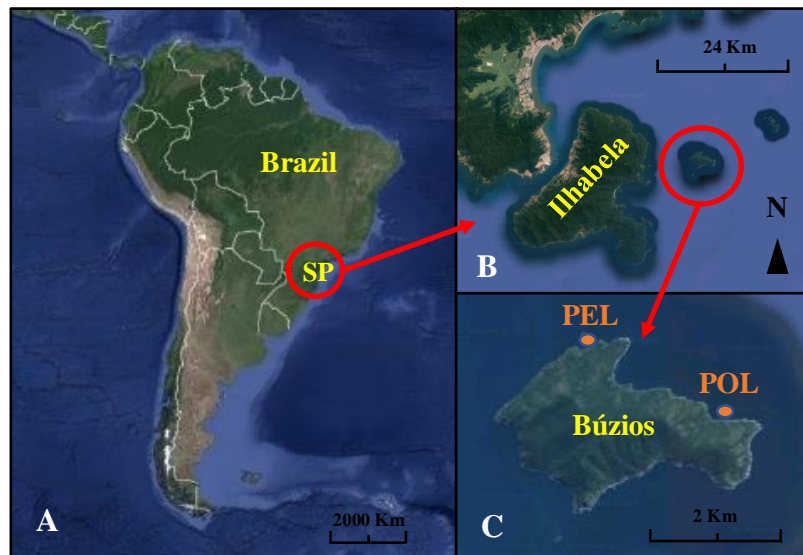 Brazil
SP
A
2000 Km
24 Km
Ilhabela
N
B
PEL
POL
Búzios
C
2 Km